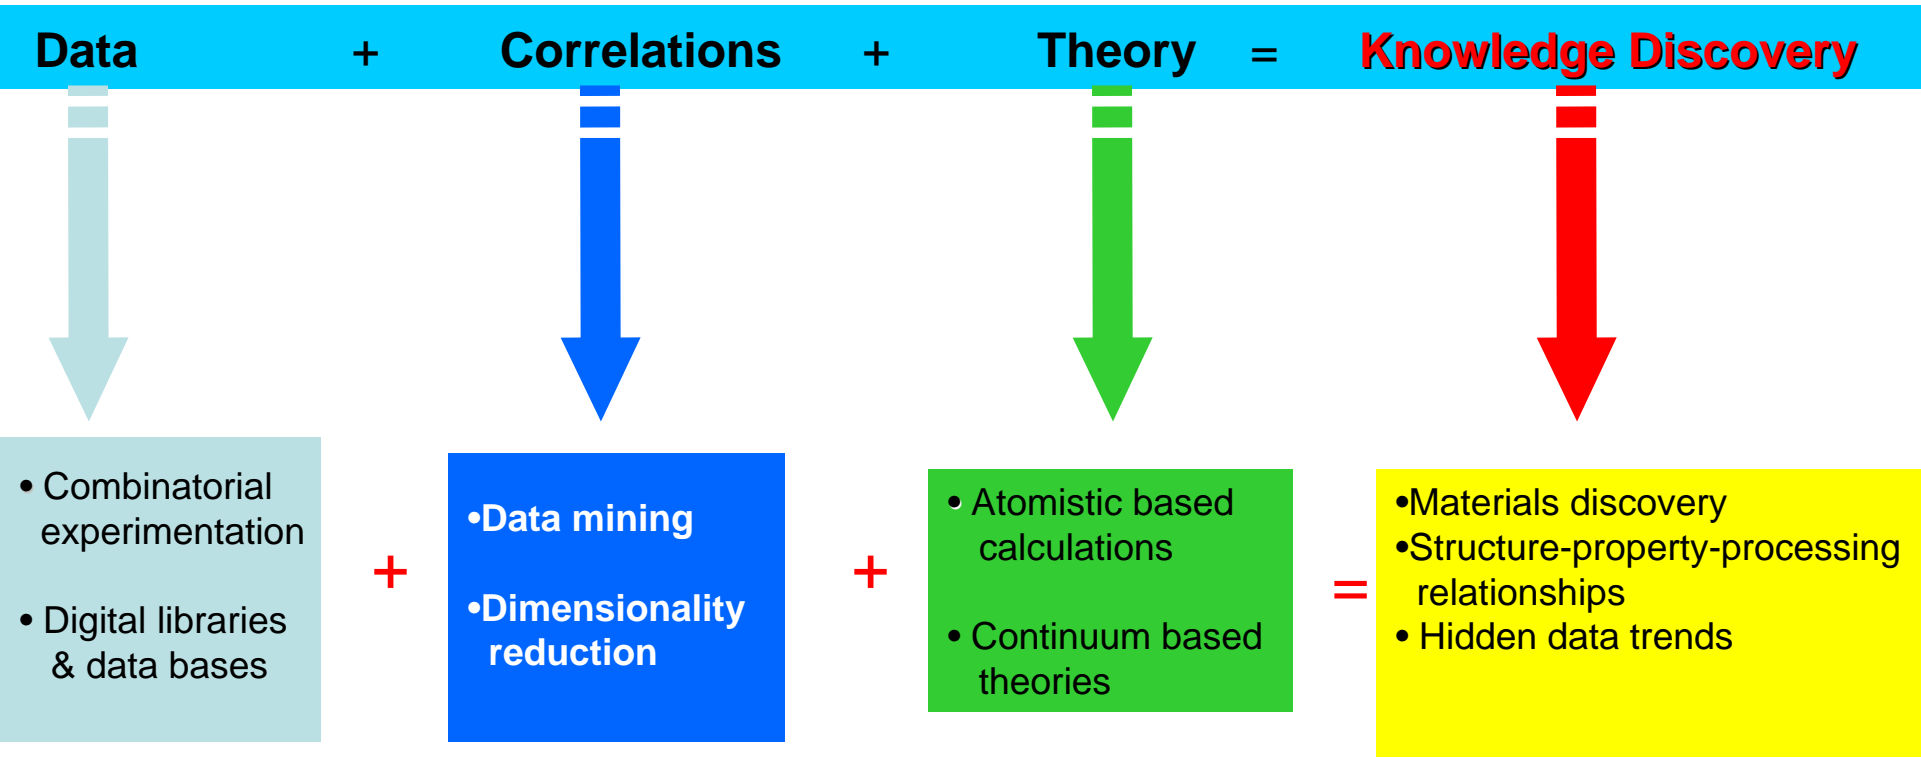 Data + Correlations + Theory = Knowledge Discovery
• Combinatorial
experimentation
• Digital libraries
& data bases
+
•Data mining
•Dimensionality
reduction
+
• Atomistic based
calculations
• Continuum based
theories
=
•Materials discovery
•Structure-property-processing
relationships
• Hidden data trends